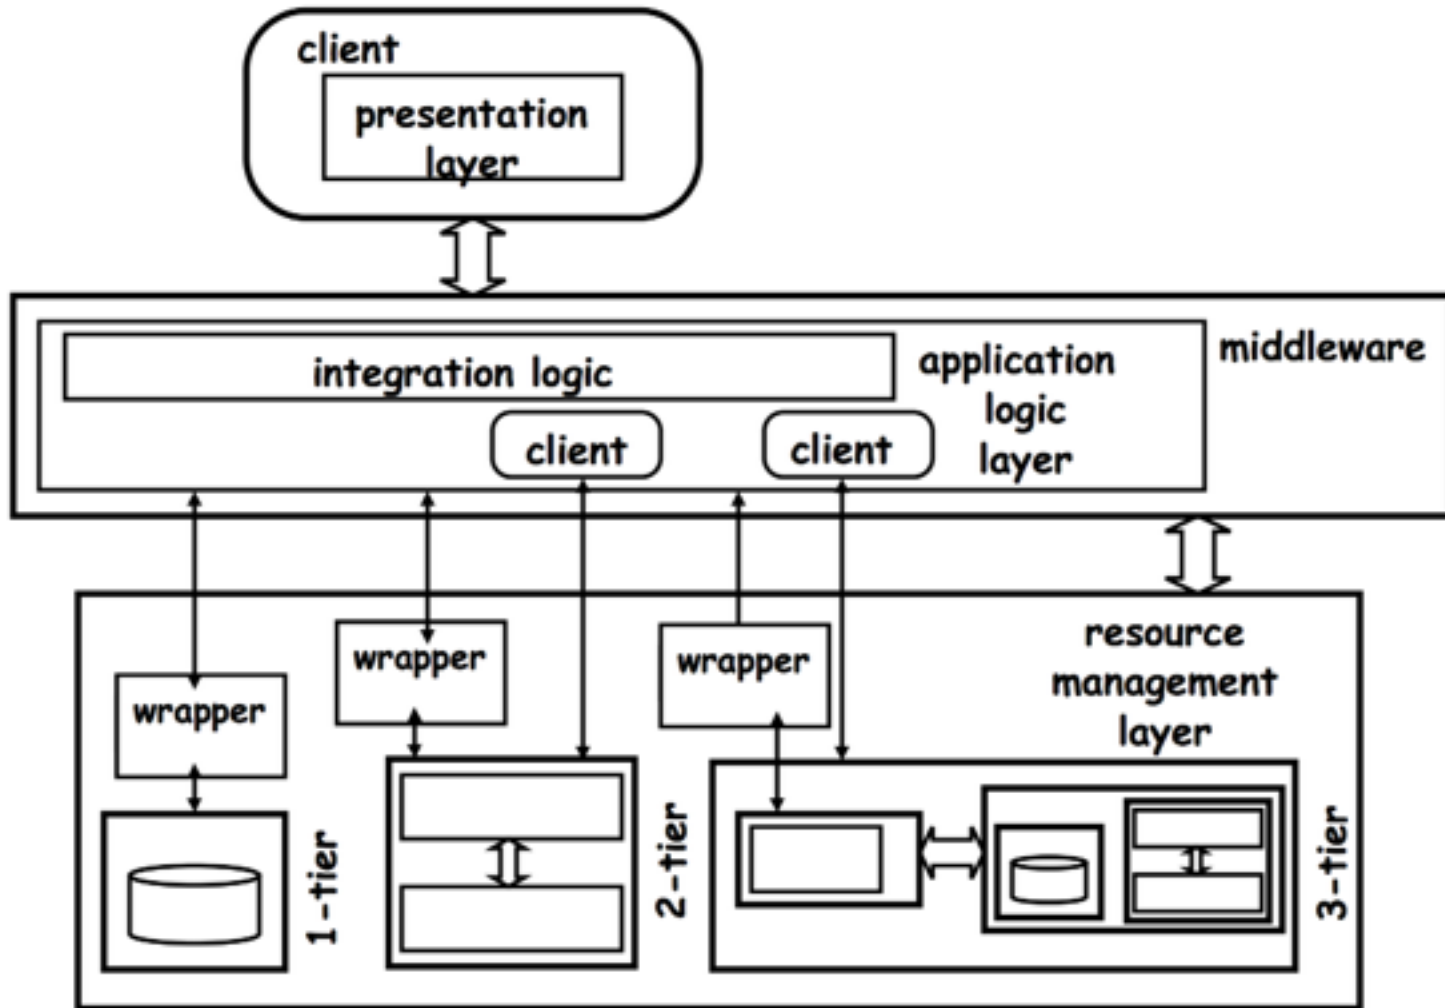 client
presentation
layer
integration logic
application
logic
layer
middleware
client
client
wrapper
wrapper
wrapper
resource
management
layer
1-tier
2-tier
3-tier